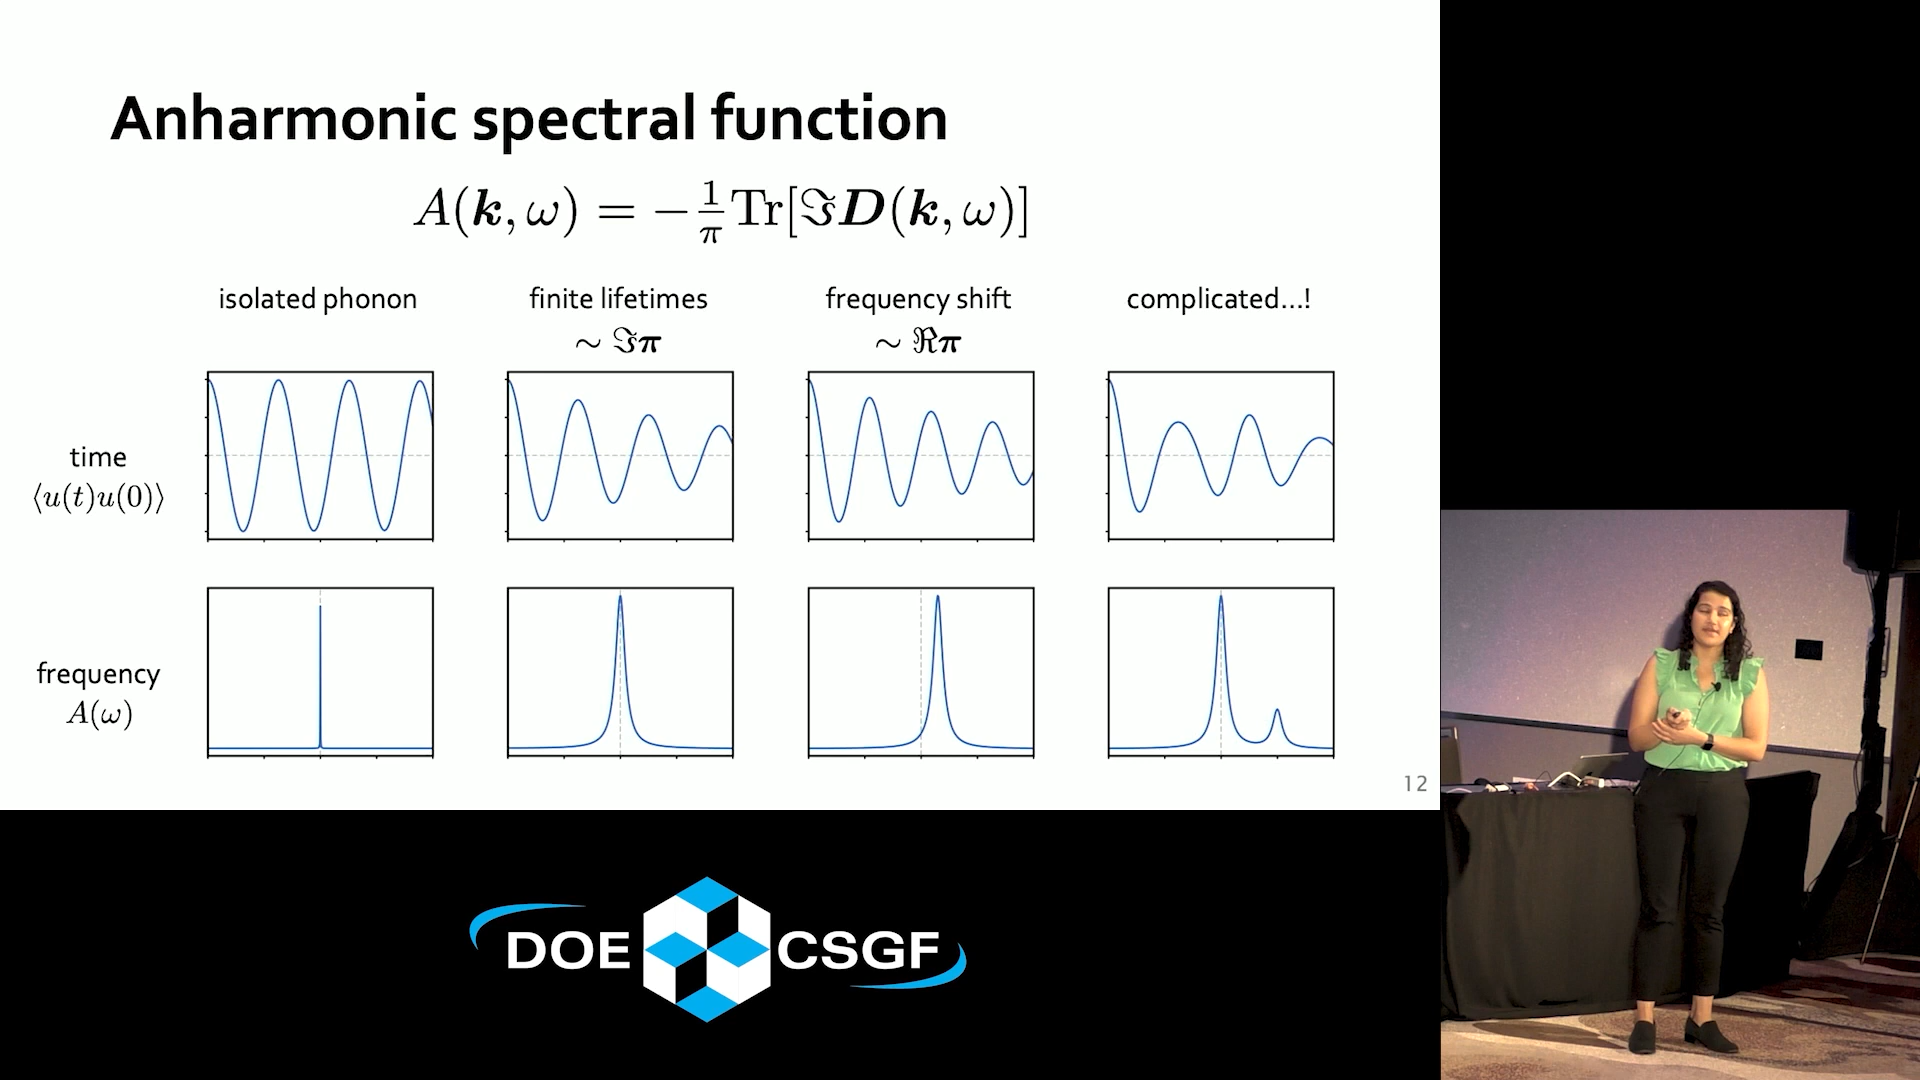 Anharmonic spectral function
A(k, ω) = −1/π Tr[ℑD(k, ω)]
isolated phonon
finite lifetimes
∼ ℑπ
frequency shift
∼ ℜπ
complicated...!
time
⟨u(t)u(0)⟩
frequency
A(ω)
12
DOE CSGF